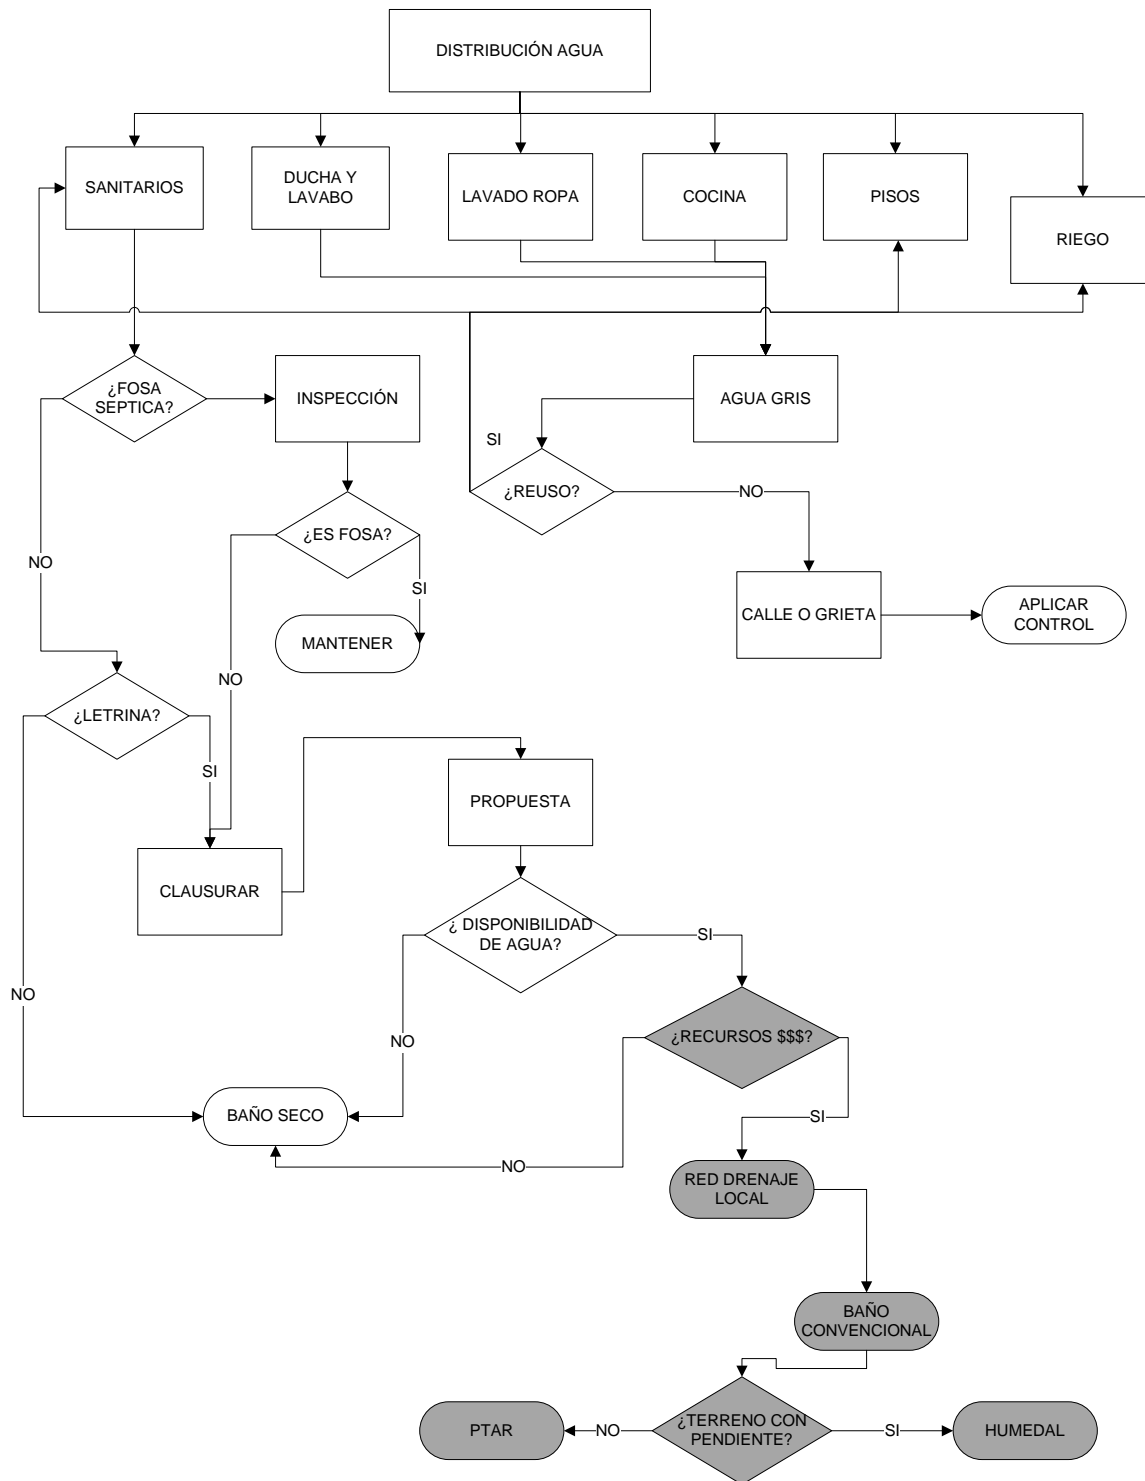 DISTRIBUCIÓN AGUA
SANITARIOS
DUCHA Y
LAVABO
LAVADO ROPA
COCINA
PISOS
RIEGO
¿FOSA
SEPTICA?
INSPECCIÓN
AGUA GRIS
SI
¿REUSO?
NO
¿ES FOSA?
NO
SI
CALLE O GRIETA
APLICAR
CONTROL
MANTENER
NO
¿LETRINA?
SI
PROPUESTA
CLAUSURAR
¿ DISPONIBILIDAD
DE AGUA?
SI
NO
NO
¿RECURSOS $$$?
BAÑO SECO
SI
NO
RED DRENAJE
LOCAL
BAÑO
CONVENCIONAL
PTAR
NO
¿TERRENO CON
PENDIENTE?
SI
HUMEDAL